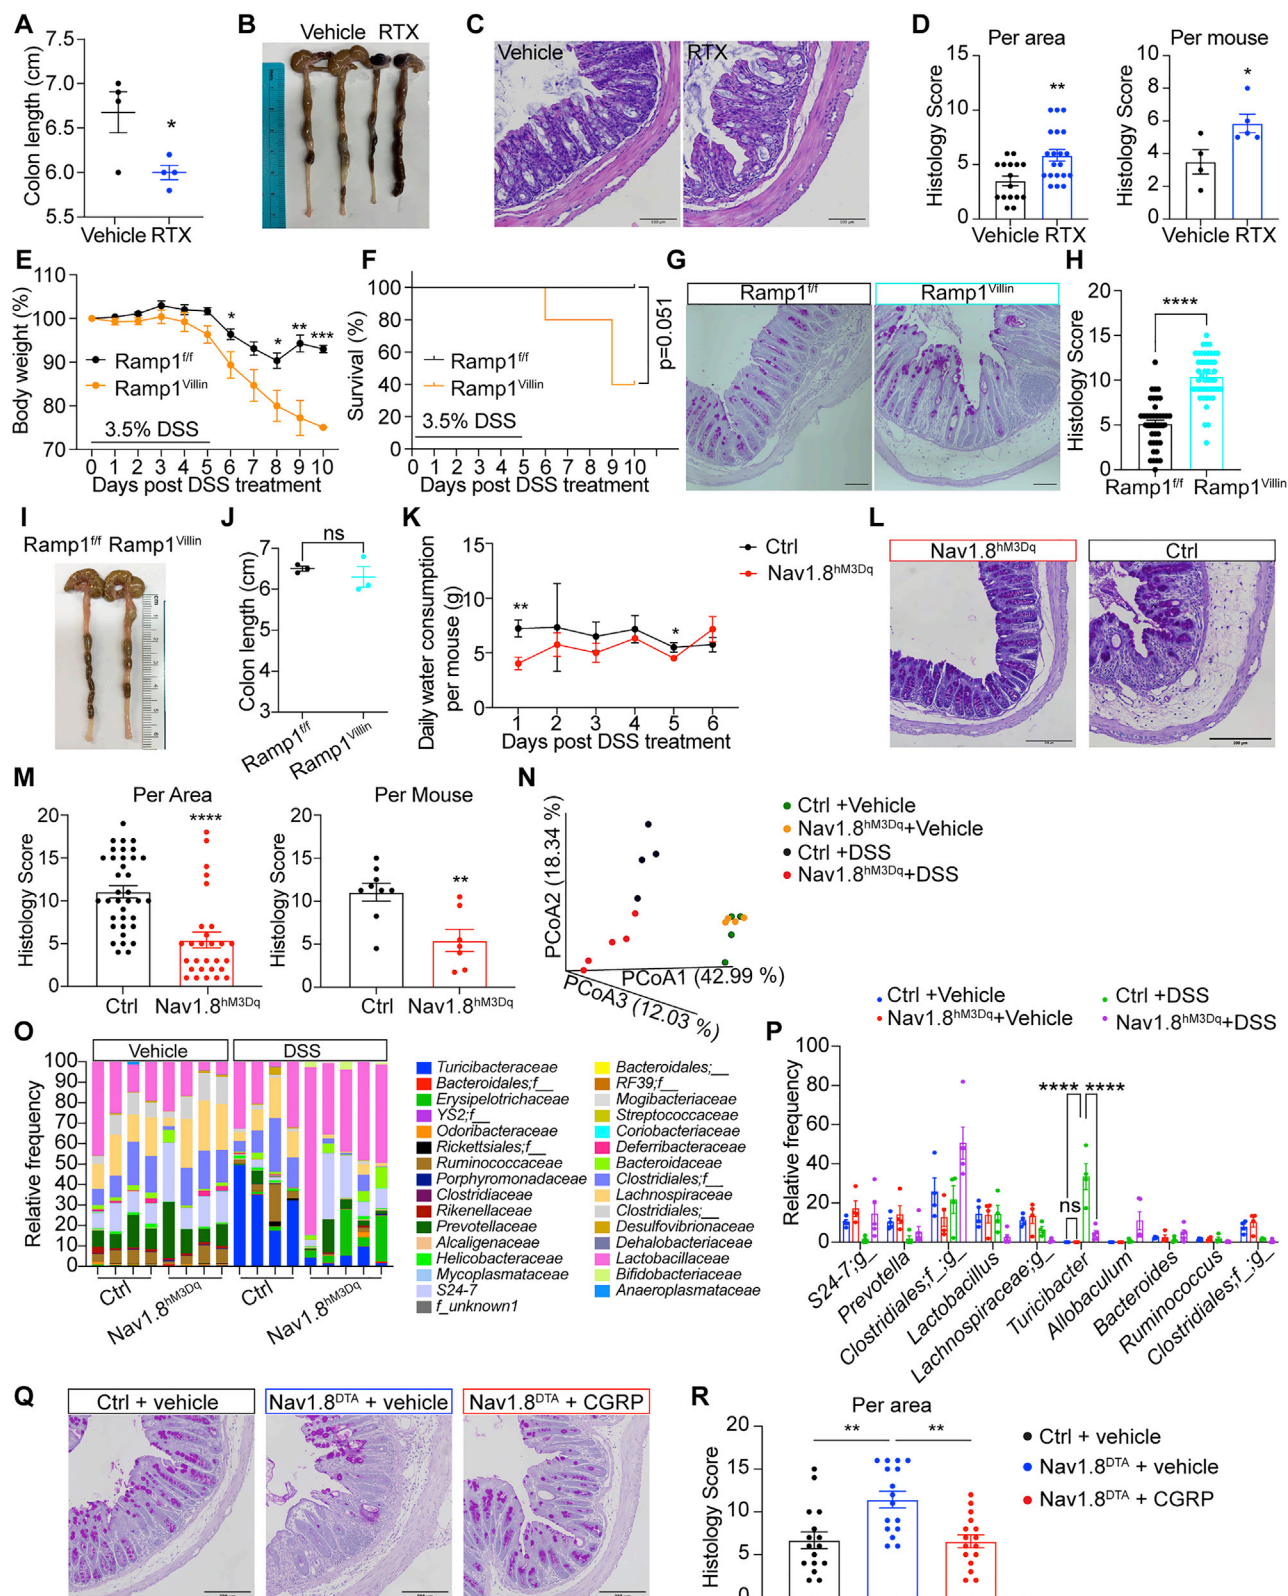 A
7.5
7.0
6.5
6.0
5.5
Colon length (cm)
*
Vehicle RTX
B
Vehicle RTX
C
Vehicle
RTX
D
Per area
15
10
5
0
Histology Score
**
Vehicle RTX
Per mouse
10
8
6
4
2
0
Histology Score
*
Vehicle RTX
E
110
100
90
80
70
Body weight (%)
* * ** ***
Ramp1f/f
Ramp1Villin
3.5% DSS
0 1 2 3 4 5 6 7 8 9 10
Days post DSS treatment
F
100
80
60
40
20
0
Survival (%)
p=0.051
Ramp1f/f
Ramp1Villin
3.5% DSS
0 1 2 3 4 5 6 7 8 9 10
Days post DSS treatment
G
Ramp1f/f
Ramp1Villin
H
20
15
10
5
0
Histology Score
****
Ramp1f/f Ramp1Villin
I
Ramp1f/f Ramp1Villin
J
7
6
5
4
3
Colon length (cm)
ns
Ramp1f/f
Ramp1Villin
K
15
10
5
0
Daily water consumption
per mouse (g)
**
*
Ctrl
Nav1.8hM3Dq
1 2 3 4 5 6
Days post DSS treatment
L
Nav1.8hM3Dq
Ctrl
M
Per Area
20
15
10
5
0
Histology Score
****
Ctrl Nav1.8hM3Dq
Per Mouse
20
15
10
5
0
Histology Score
**
Ctrl Nav1.8hM3Dq
N
PCoA2 (18.34 %)
PCoA1 (42.99 %)
PCoA3 (12.03 %)
Ctrl +Vehicle
Nav1.8hM3Dq+Vehicle
Ctrl +DSS
Nav1.8hM3Dq+DSS
O
Vehicle
DSS
100
90
80
70
60
50
40
30
20
10
0
Relative frequency
Ctrl
Nav1.8hM3Dq
Ctrl
Nav1.8hM3Dq
Turicibacteraceae
Bacteroidales;f__
Erysipelotrichaceae
YS2;f__
Odoribacteraceae
Rickettsiales;f__
Ruminococcaceae
Porphyromonadaceae
Clostridiaceae
Rikenellaceae
Prevotellaceae
Alcaligenaceae
Helicobacteraceae
Mycoplasmataceae
S24-7
f_unknown1
Bacteroidales;__
RF39;f__
Mogibacteriaceae
Streptococcaceae
Coriobacteriaceae
Deferribacteraceae
Bacteroidaceae
Clostridiales;f__
Lachnospiraceae
Clostridiales;__
Desulfovibrionaceae
Dehalobacteriaceae
Lactobacillaceae
Bifidobacteriaceae
Anaeroplasmataceae
P
Ctrl +Vehicle
Nav1.8hM3Dq+Vehicle
Ctrl +DSS
Nav1.8hM3Dq+DSS
100
80
60
40
20
0
Relative frequency
**** ****
ns
S24-7;g_
Prevotella
Clostridiales;f_;g_
Lactobacillus
Lachnospiraceae;g_
Turicibacter
Allobaculum
Bacteroides
Ruminococcus
Clostridiales;f_;g_
Q
Ctrl + vehicle
Nav1.8DTA + vehicle
Nav1.8DTA + CGRP
R
Per area
20
15
10
5
0
Histology Score
** **
Ctrl + vehicle
Nav1.8DTA + vehicle
Nav1.8DTA + CGRP